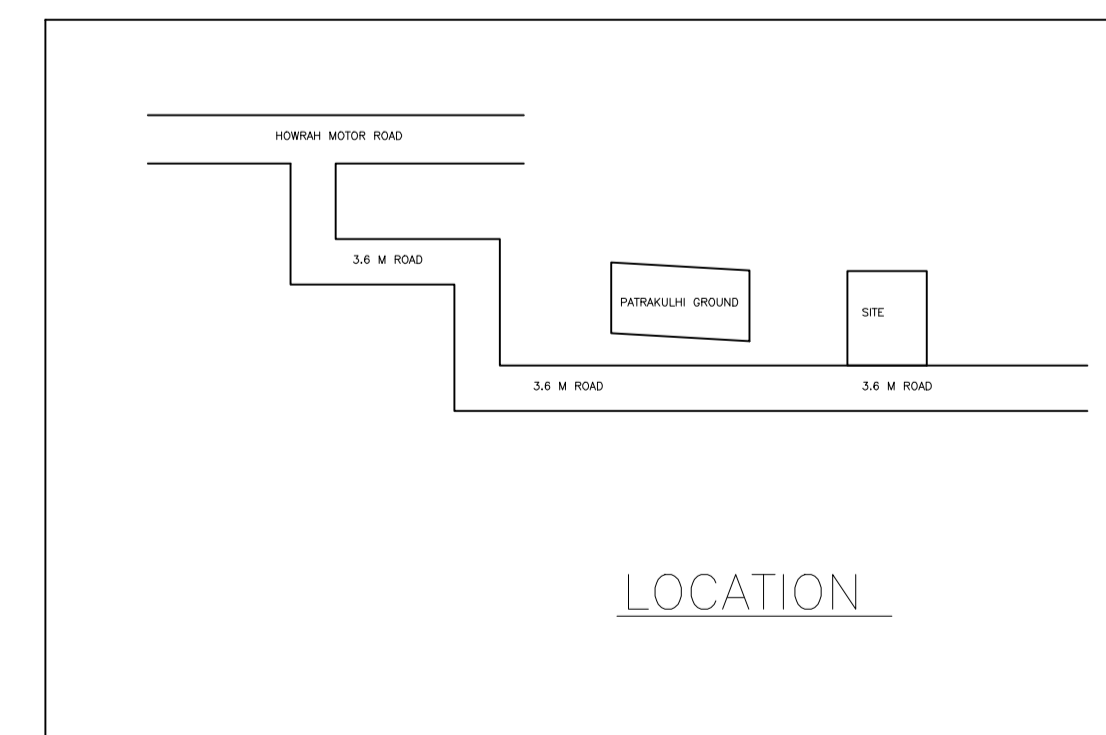 HOWRAH MOTOR ROAD
3.6 M ROAD
PATRAKULHI GROUND
SITE
3.6 M ROAD
3.6 M ROAD
LOCATION